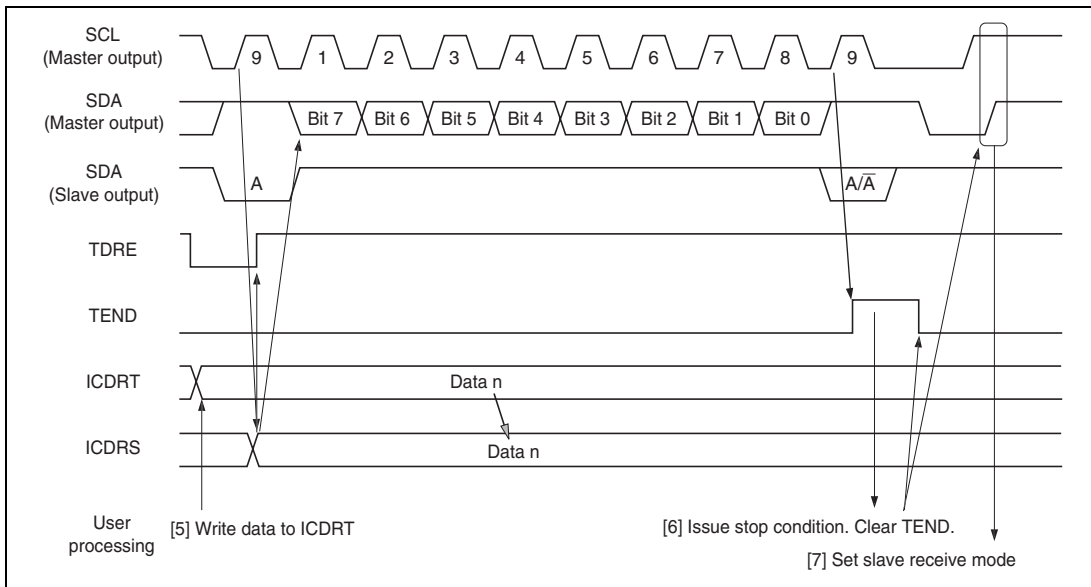 SCL
(Master output)
9 1 2 3 4 5 6 7 8 9
SDA
(Master output)
Bit 7 Bit 6 Bit 5 Bit 4 Bit 3 Bit 2 Bit 1 Bit 0
SDA
(Slave output)
A A/A̅
TDRE
TEND
ICDRT
Data n
ICDRS
Data n
User
processing
[5] Write data to ICDRT
[6] Issue stop condition. Clear TEND.
[7] Set slave receive mode